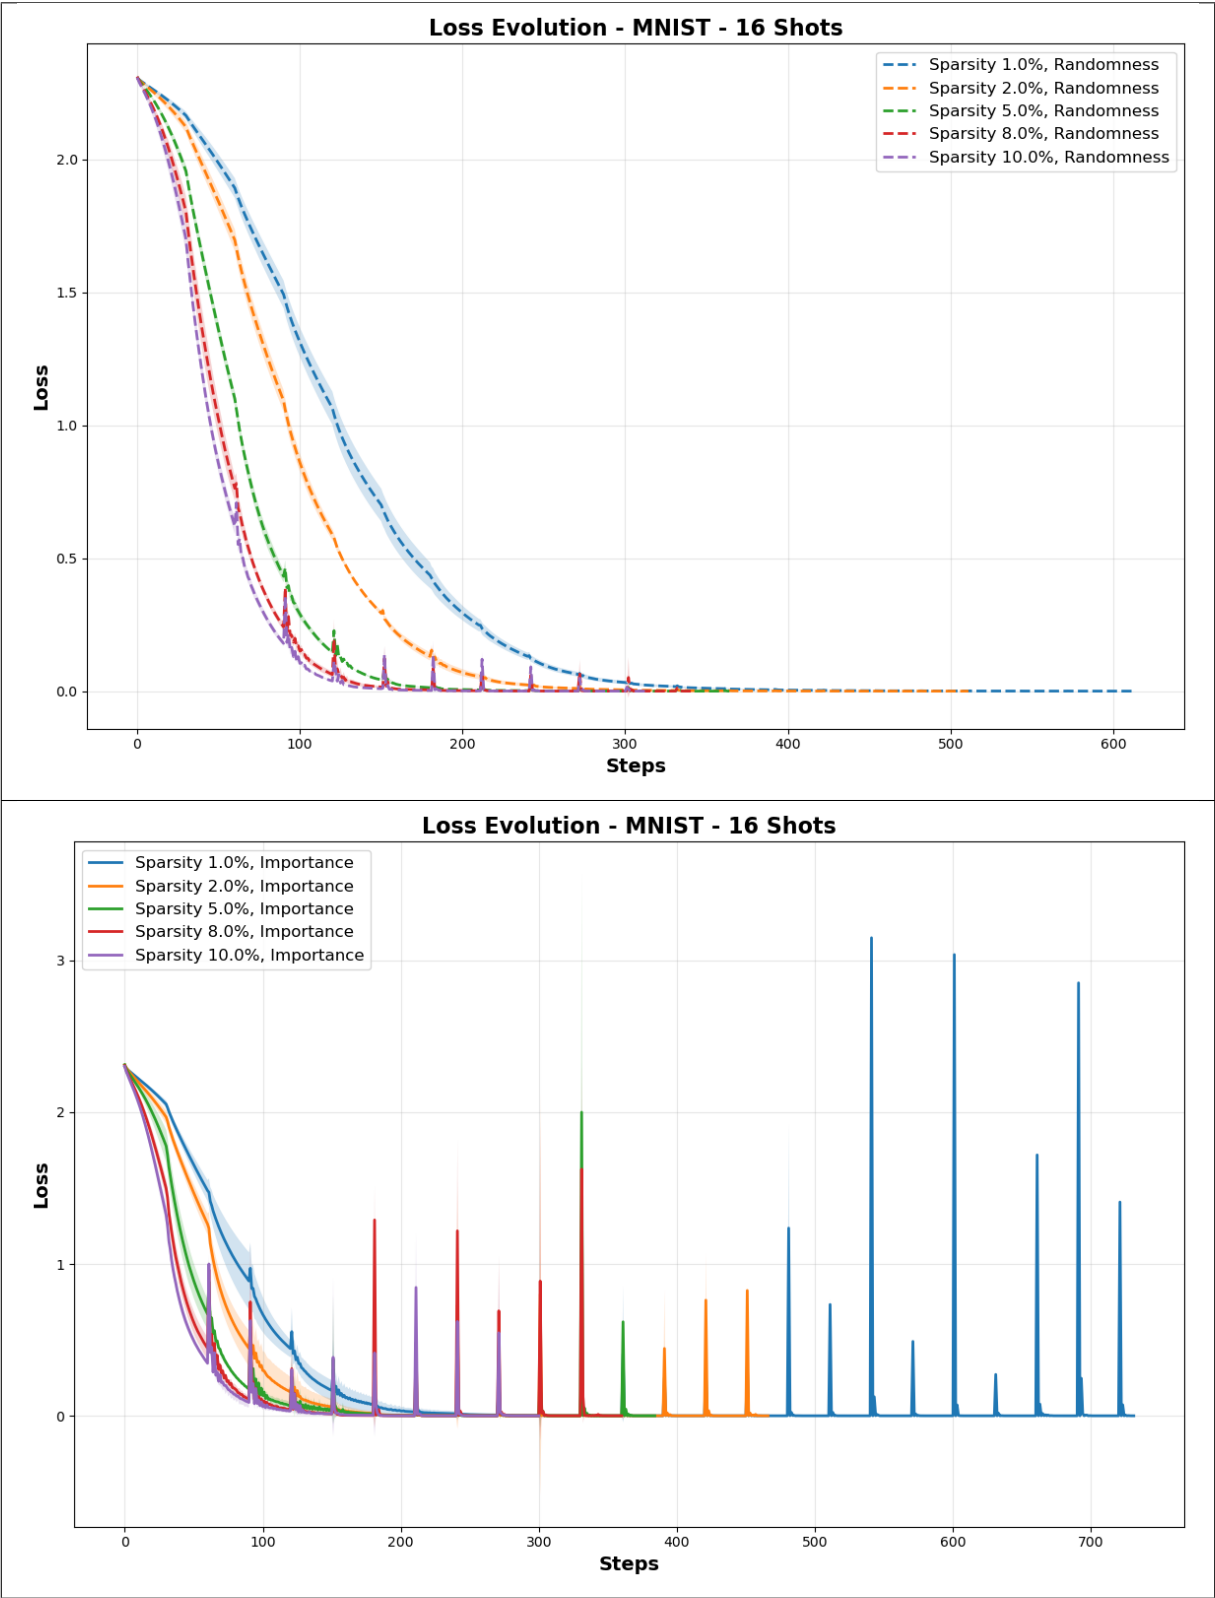 Loss Evolution - MNIST - 16 Shots
Sparsity 1.0%, Randomness
Sparsity 2.0%, Randomness
Sparsity 5.0%, Randomness
Sparsity 8.0%, Randomness
Sparsity 10.0%, Randomness
Loss
2.0
1.5
1.0
0.5
0.0
0 100 200 300 400 500 600
Steps
Loss Evolution - MNIST - 16 Shots
Sparsity 1.0%, Importance
Sparsity 2.0%, Importance
Sparsity 5.0%, Importance
Sparsity 8.0%, Importance
Sparsity 10.0%, Importance
Loss
3
2
1
0
0 100 200 300 400 500 600 700
Steps